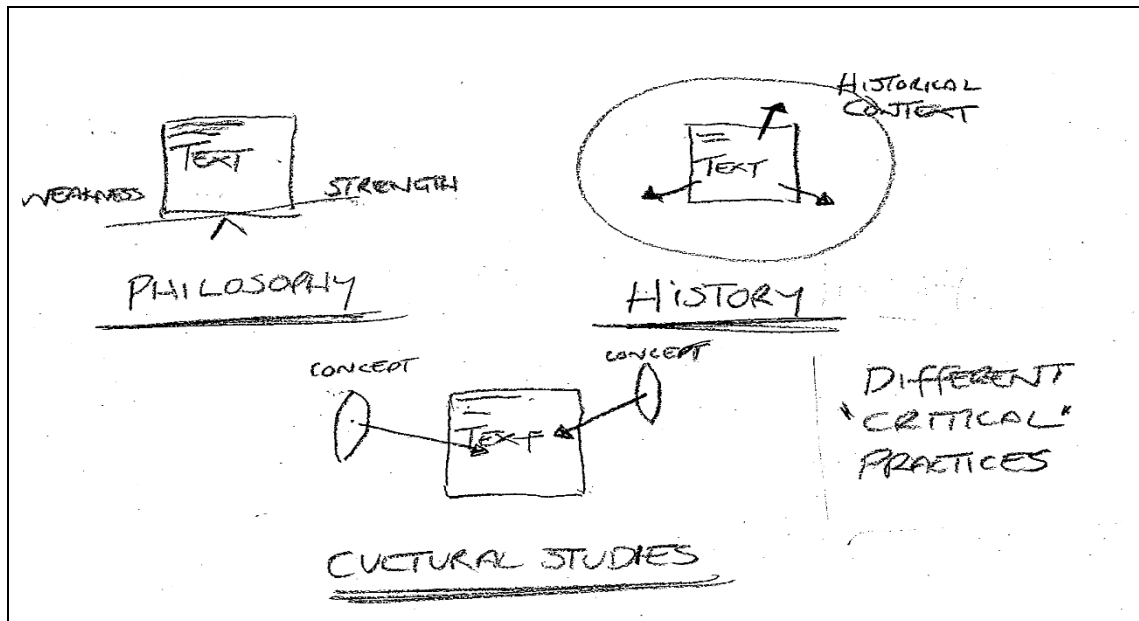 TEXT
WEAKNESS
STRENGTH
PHILOSOPHY
HISTORICAL
CONTEXT
TEXT
HISTORY
CONCEPT
CONCEPT
TEXT
CULTURAL STUDIES
DIFFERENT
"CRITICAL"
PRACTICES